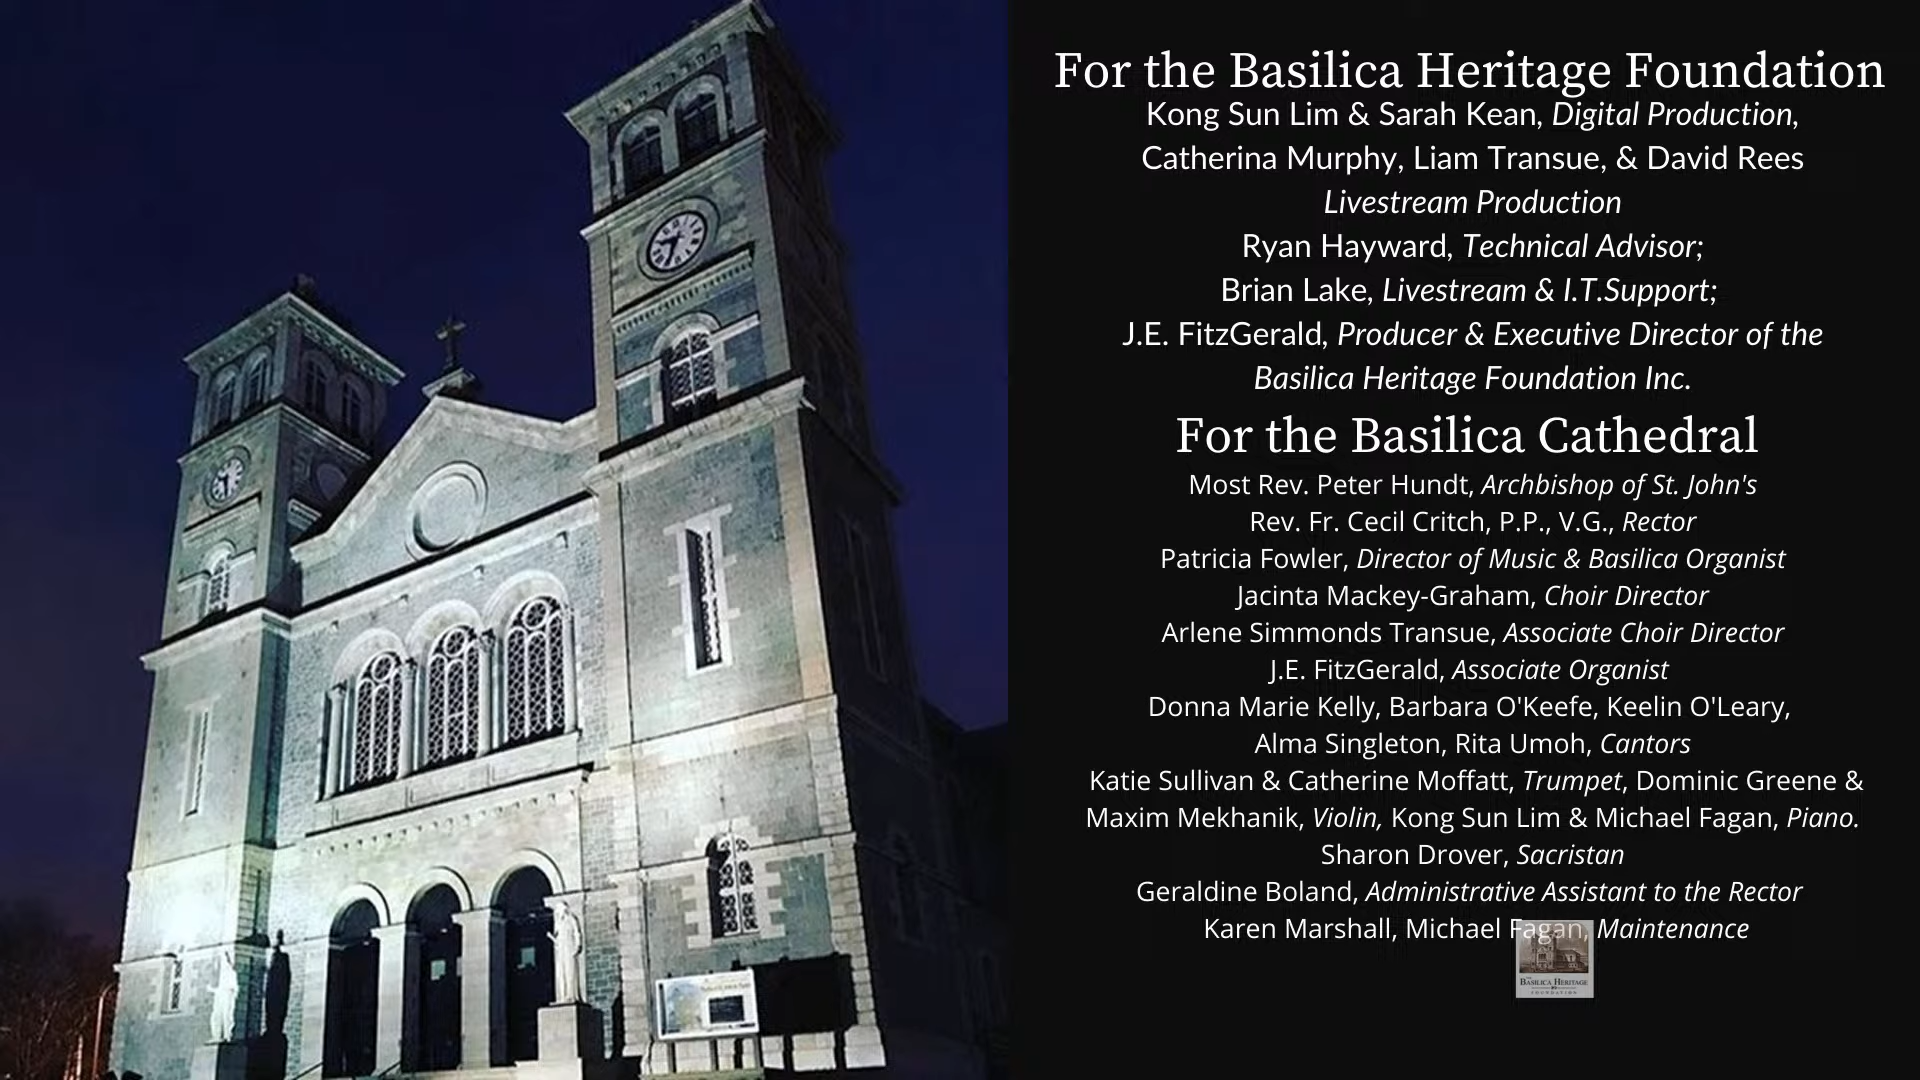 For the Basilica Heritage Foundation
Kong Sun Lim & Sarah Kean, Digital Production,
Catherina Murphy, Liam Transue, & David Rees
Livestream Production
Ryan Hayward, Technical Advisor;
Brian Lake, Livestream & I.T.Support;
J.E. FitzGerald, Producer & Executive Director of the
Basilica Heritage Foundation Inc.
For the Basilica Cathedral
Most Rev. Peter Hundt, Archbishop of St. John's
Rev. Fr. Cecil Critch, P.P., V.G., Rector
Patricia Fowler, Director of Music & Basilica Organist
Jacinta Mackey-Graham, Choir Director
Arlene Simmonds Transue, Associate Choir Director
J.E. FitzGerald, Associate Organist
Donna Marie Kelly, Barbara O'Keefe, Keelin O'Leary,
Alma Singleton, Rita Umoh, Cantors
Katie Sullivan & Catherine Moffatt, Trumpet, Dominic Greene &
Maxim Mekhanik, Violin, Kong Sun Lim & Michael Fagan, Piano.
Sharon Drover, Sacristan
Geraldine Boland, Administrative Assistant to the Rector
Karen Marshall, Michael Fagan, Maintenance
BASILICA HERITAGE
FOUNDATION